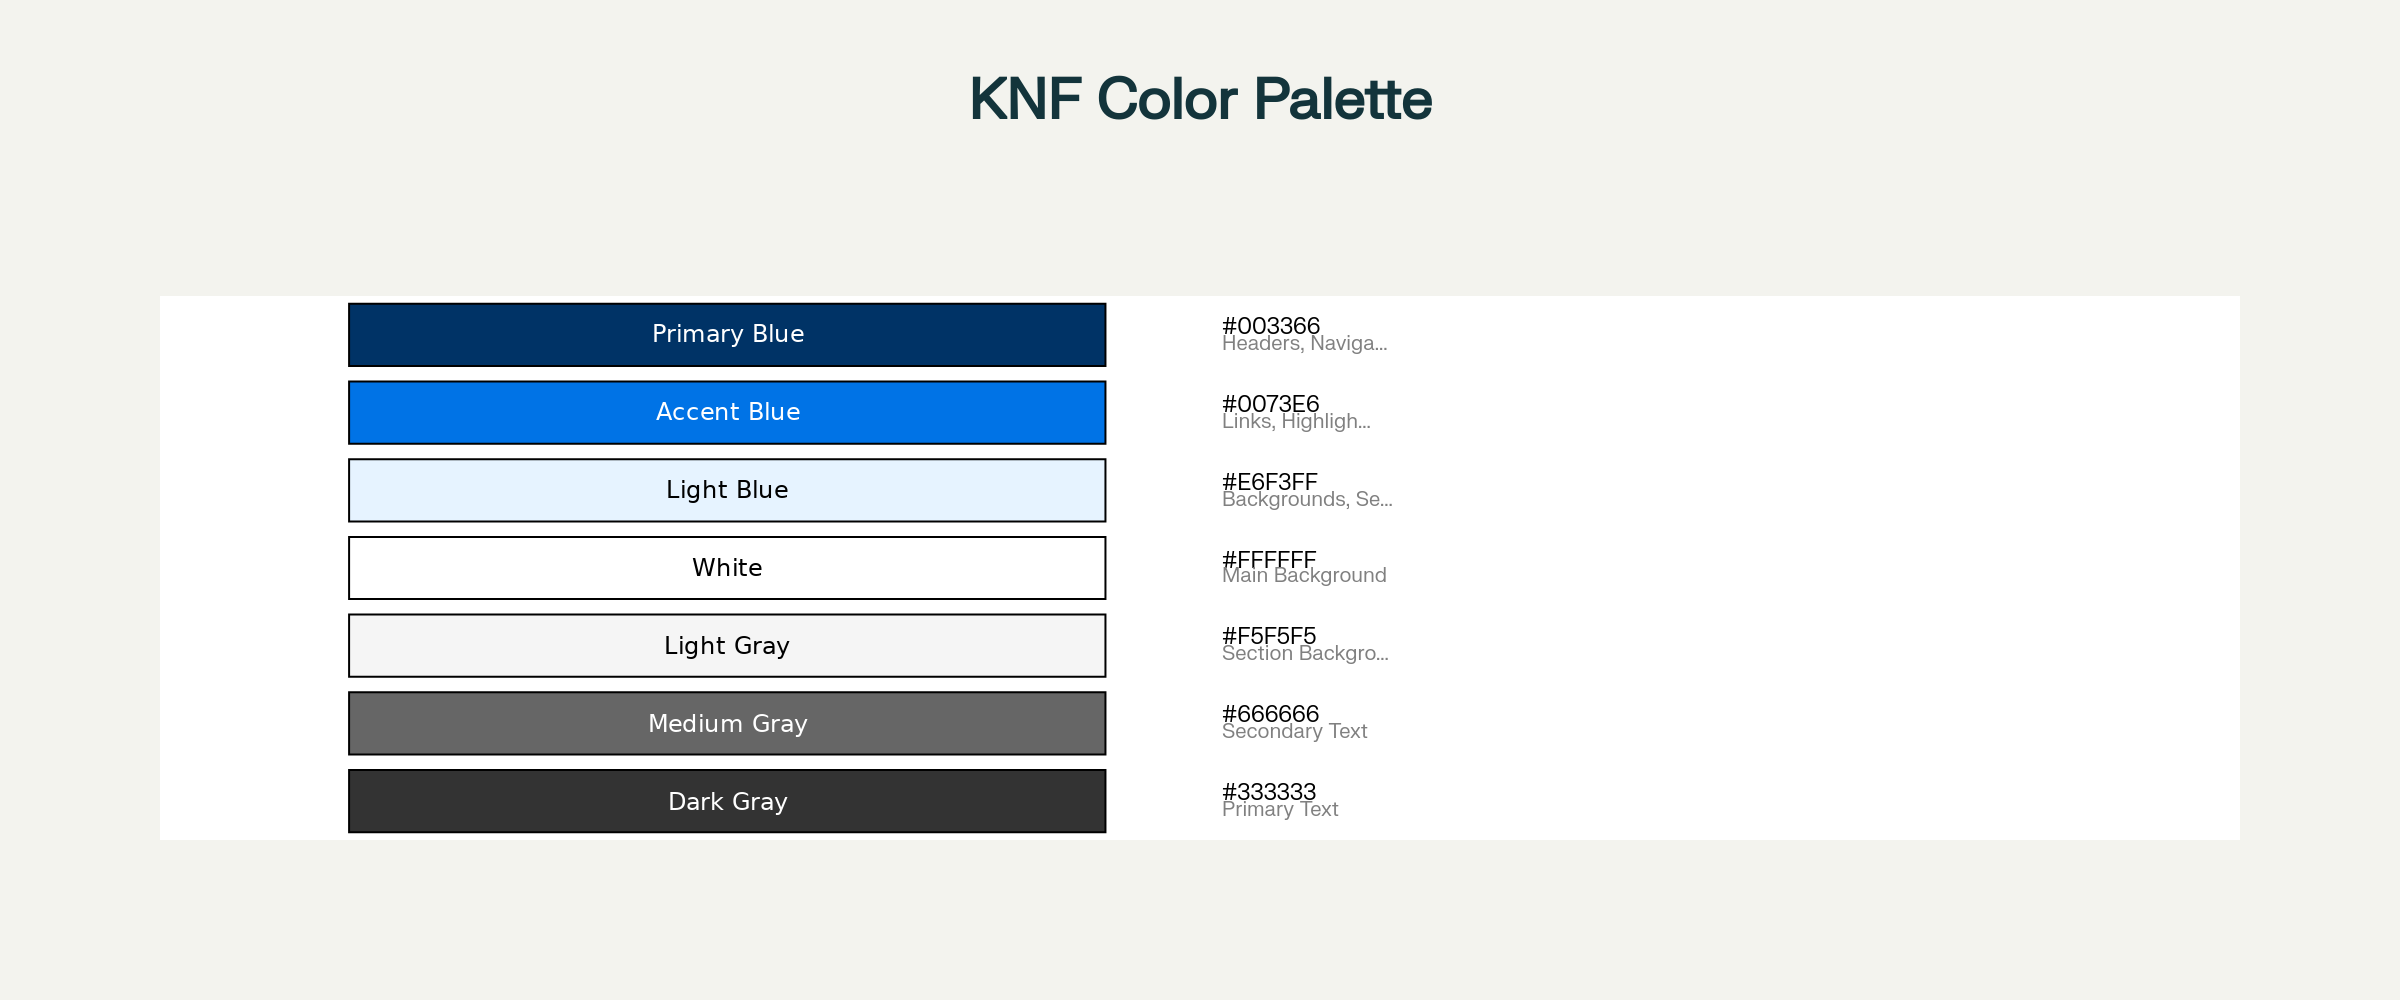 KNF Color Palette
Primary Blue
#003366
Headers, Naviga...
Accent Blue
#0073E6
Links, Highligh...
Light Blue
#E6F3FF
Backgrounds, Se...
White
#FFFFFF
Main Background
Light Gray
#F5F5F5
Section Backgro...
Medium Gray
#666666
Secondary Text
Dark Gray
#333333
Primary Text